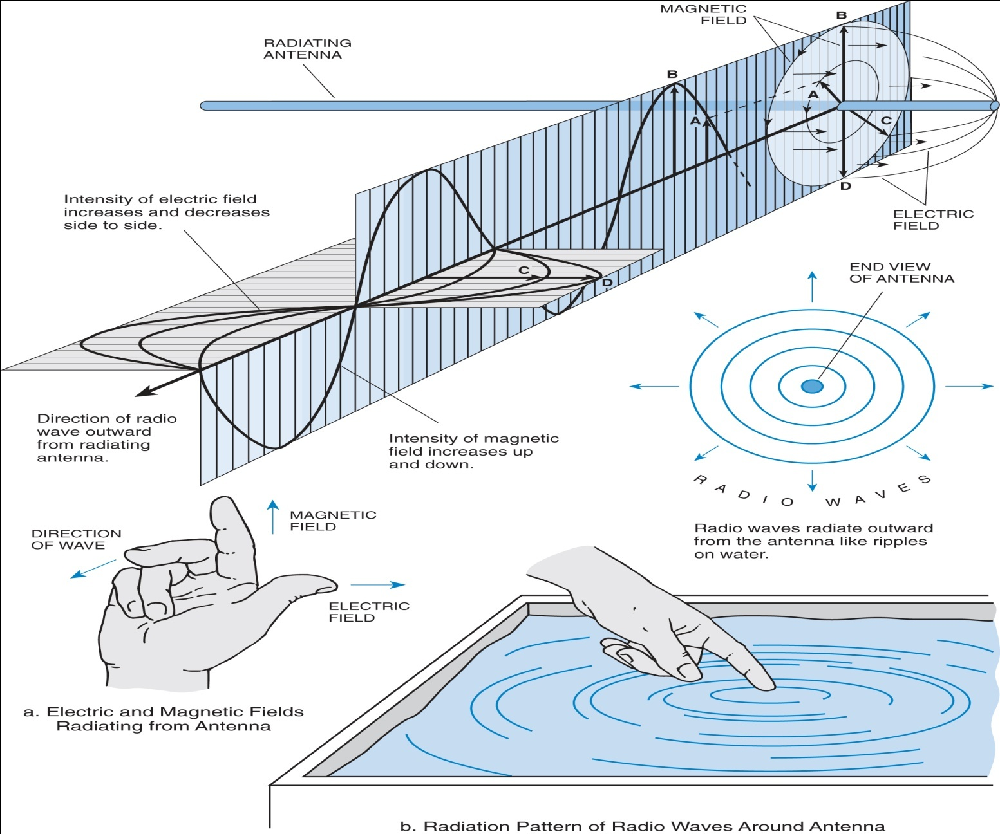 MAGNETIC
FIELD
B
RADIATING
ANTENNA
B
A
A
C
D
ELECTRIC
FIELD
Intensity of electric field
increases and decreases
side to side.
C
D
END VIEW
OF ANTENNA
Direction of radio
wave outward
from radiating
antenna.
Intensity of magnetic
field increases up
and down.
RADIO WAVES
Radio waves radiate outward
from the antenna like ripples
on water.
MAGNETIC
FIELD
DIRECTION
OF WAVE
ELECTRIC
FIELD
a. Electric and Magnetic Fields
Radiating from Antenna
b. Radiation Pattern of Radio Waves Around Antenna